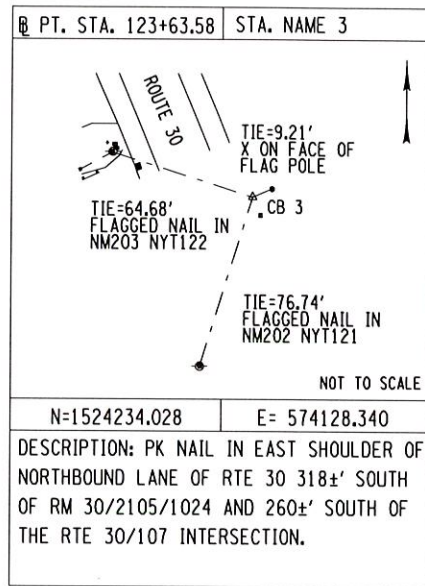 BL PT. STA. 123+63.58
STA. NAME 3
ROUTE 30
TIE=9.21'
X ON FACE OF
FLAG POLE
CB 3
TIE=64.68'
FLAGGED NAIL IN
NM203 NYT122
TIE=76.74'
FLAGGED NAIL IN
NM202 NYT121
NOT TO SCALE
N=1524234.028
E= 574128.340
DESCRIPTION: PK NAIL IN EAST SHOULDER OF
NORTHBOUND LANE OF RTE 30 318±' SOUTH
OF RM 30/2105/1024 AND 260±' SOUTH OF
THE RTE 30/107 INTERSECTION.